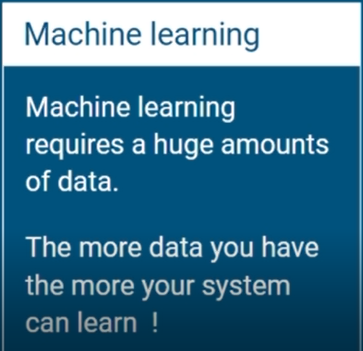 Machine learning
Machine learning
requires a huge amounts
of data.
The more data you have
the more your system
can learn !